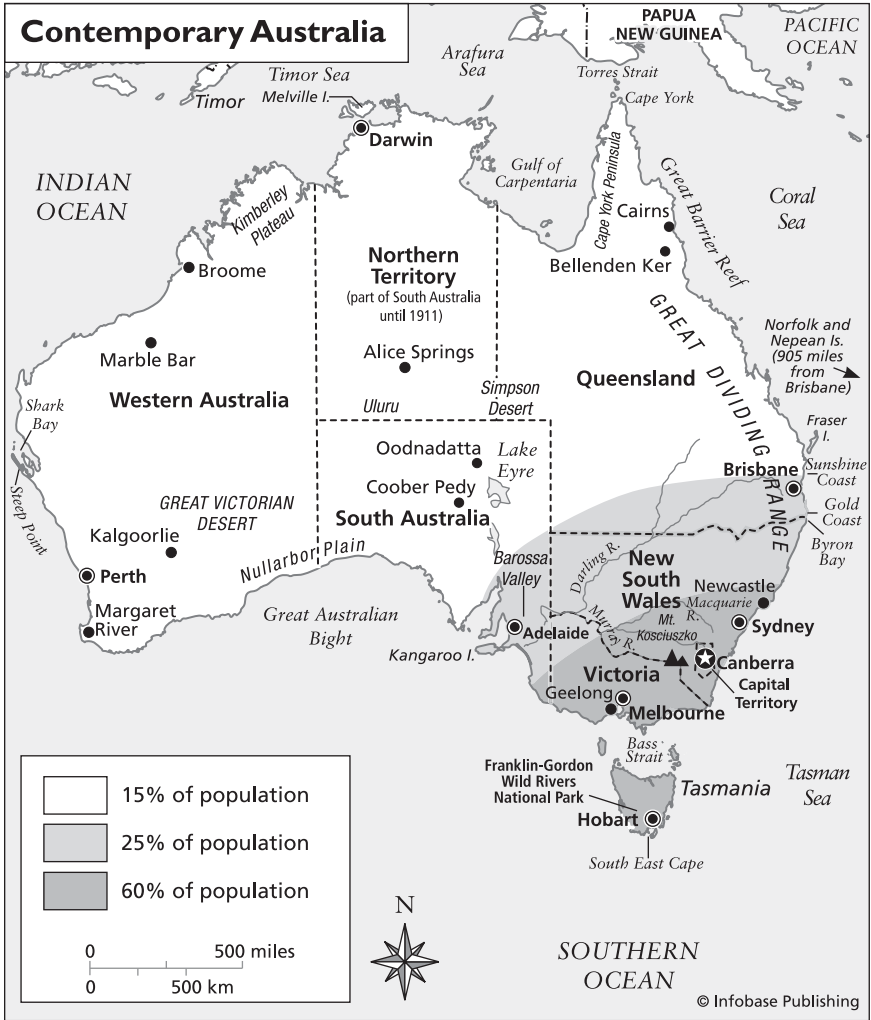 Contemporary Australia
PAPUA
NEW GUINEA
PACIFIC
OCEAN
Arafura
Sea
Timor Sea
Torres Strait
Timor
Melville I.
Cape York
Darwin
INDIAN
OCEAN
Gulf of
Carpentaria
Cape York Peninsula
Great Barrier Reef
Coral
Sea
Kimberley
Plateau
Cairns
Broome
Northern
Territory
(part of South Australia
until 1911)
Bellenden Ker
GREAT DIVIDING RANGE
Norfolk and
Nepean Is.
(905 miles
from
Brisbane)
Marble Bar
Alice Springs
Queensland
Western Australia
Uluru
Simpson
Desert
Shark
Bay
Fraser
I.
Oodnadatta
Lake
Eyre
Brisbane
Sunshine
Coast
Steep Point
Coober Pedy
GREAT VICTORIAN
DESERT
South Australia
Gold
Coast
Kalgoorlie
Nullarbor Plain
Barossa
Valley
Darling R.
New
South
Wales
Byron
Bay
Perth
Newcastle
Macquarie
R.
Margaret
River
Great Australian
Bight
Murray R.
Mt.
Kosciuszko
Sydney
Adelaide
Kangaroo I.
Canberra
Victoria
Capital
Territory
Geelong
Melbourne
Bass
Strait
Franklin-Gordon
Wild Rivers
National Park
Tasmania
Tasman
Sea
Hobart
South East Cape
15% of population
25% of population
60% of population
0 500 miles
0 500 km
N
SOUTHERN
OCEAN
© Infobase Publishing